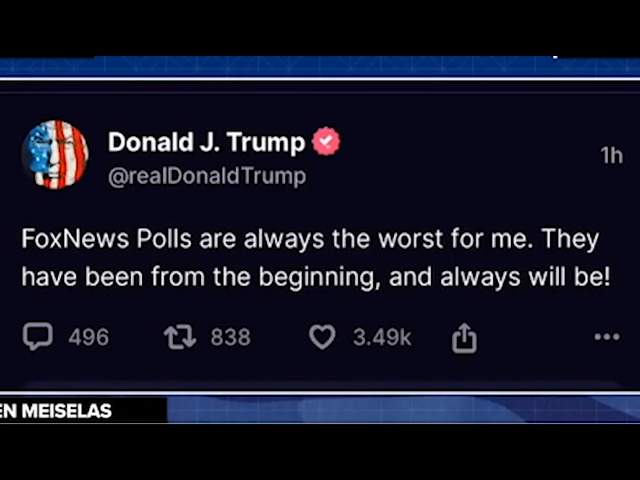 Donald J. Trump
1h
@realDonaldTrump
FoxNews Polls are always the worst for me. They
have been from the beginning, and always will be!
496 838 3.49k
EN MEISELAS